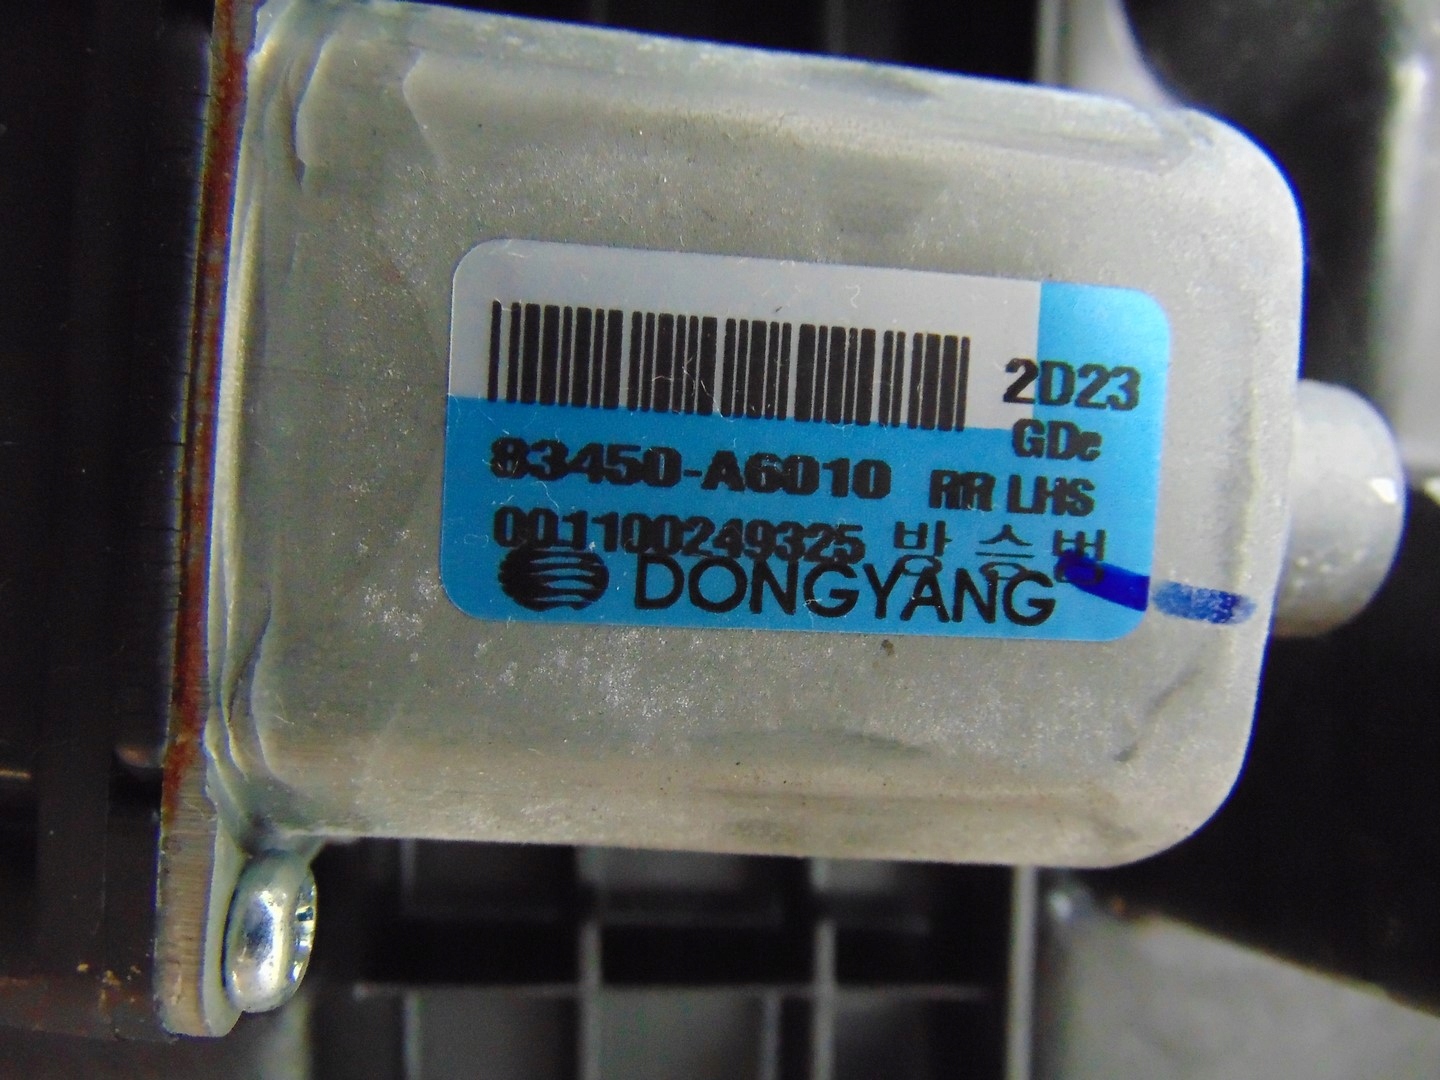 2D23
GDe
83450-A6010 RR LHS
001100249325 방승범
DONGYANG